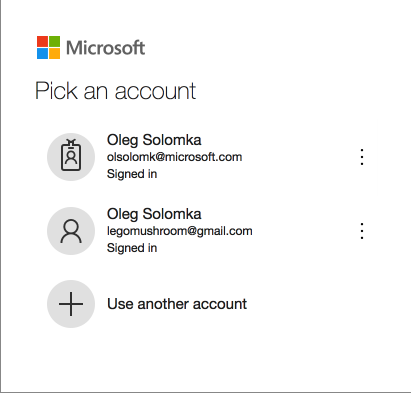 Microsoft
Pick an account
Oleg Solomka
olsolomk@microsoft.com
Signed in
Oleg Solomka
legomushroom@gmail.com
Signed in
Use another account